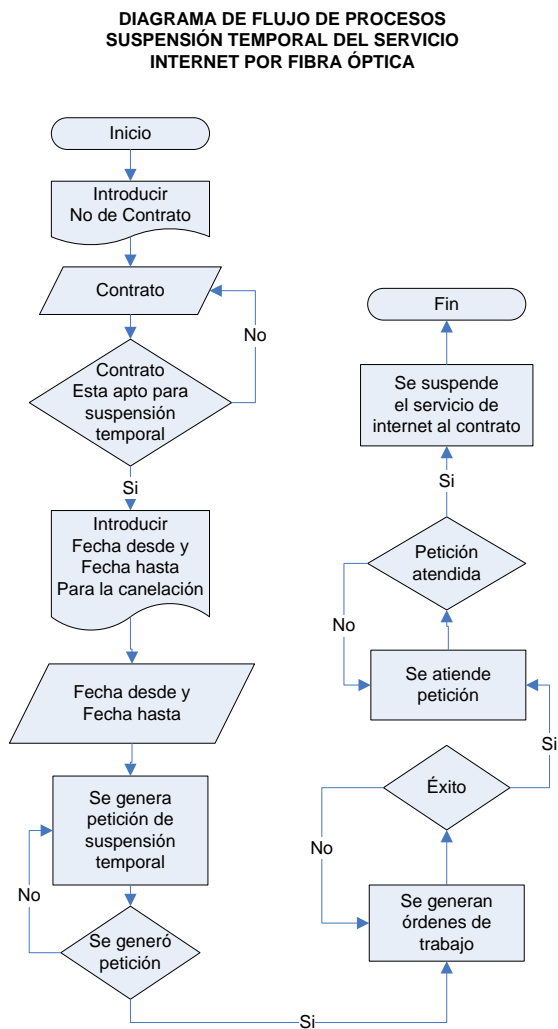 DIAGRAMA DE FLUJO DE PROCESOS
SUSPENSIÓN TEMPORAL DEL SERVICIO
INTERNET POR FIBRA ÓPTICA
Inicio
Introducir
No de Contrato
Contrato
No
Contrato
Esta apto para
suspensión
temporal
Si
Introducir
Fecha desde y
Fecha hasta
Para la canelación
Fecha desde y
Fecha hasta
Se genera
petición de
suspensión
temporal
No
Se generó
petición
Si
Se generan
órdenes de
trabajo
No
Éxito
Si
Se atiende
petición
No
Petición
atendida
Si
Se suspende
el servicio de
internet al contrato
Fin